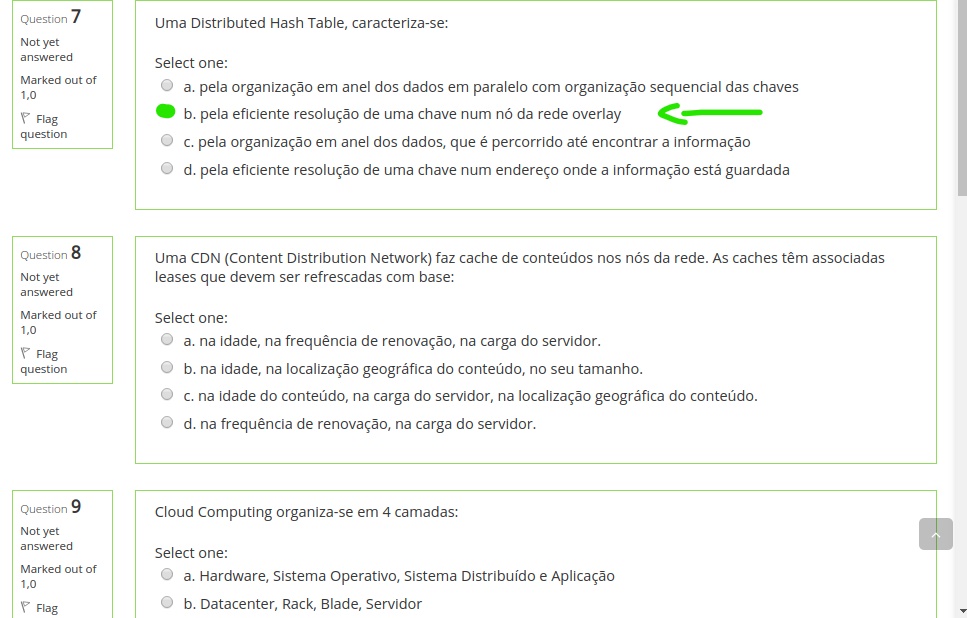 Question 7
Not yet
answered
Marked out of
1,0
Flag
question
Uma Distributed Hash Table, caracteriza-se:
Select one:
a. pela organização em anel dos dados em paralelo com organização sequencial das chaves
b. pela eficiente resolução de uma chave num nó da rede overlay
c. pela organização em anel dos dados, que é percorrido até encontrar a informação
d. pela eficiente resolução de uma chave num endereço onde a informação está guardada
Question 8
Not yet
answered
Marked out of
1,0
Flag
question
Uma CDN (Content Distribution Network) faz cache de conteúdos nos nós da rede. As caches têm associadas
leases que devem ser refrescadas com base:
Select one:
a. na idade, na frequência de renovação, na carga do servidor.
b. na idade, na localização geográfica do conteúdo, no seu tamanho.
c. na idade do conteúdo, na carga do servidor, na localização geográfica do conteúdo.
d. na frequência de renovação, na carga do servidor.
Question 9
Not yet
answered
Marked out of
1,0
Flag
Cloud Computing organiza-se em 4 camadas:
Select one:
a. Hardware, Sistema Operativo, Sistema Distribuído e Aplicação
b. Datacenter, Rack, Blade, Servidor